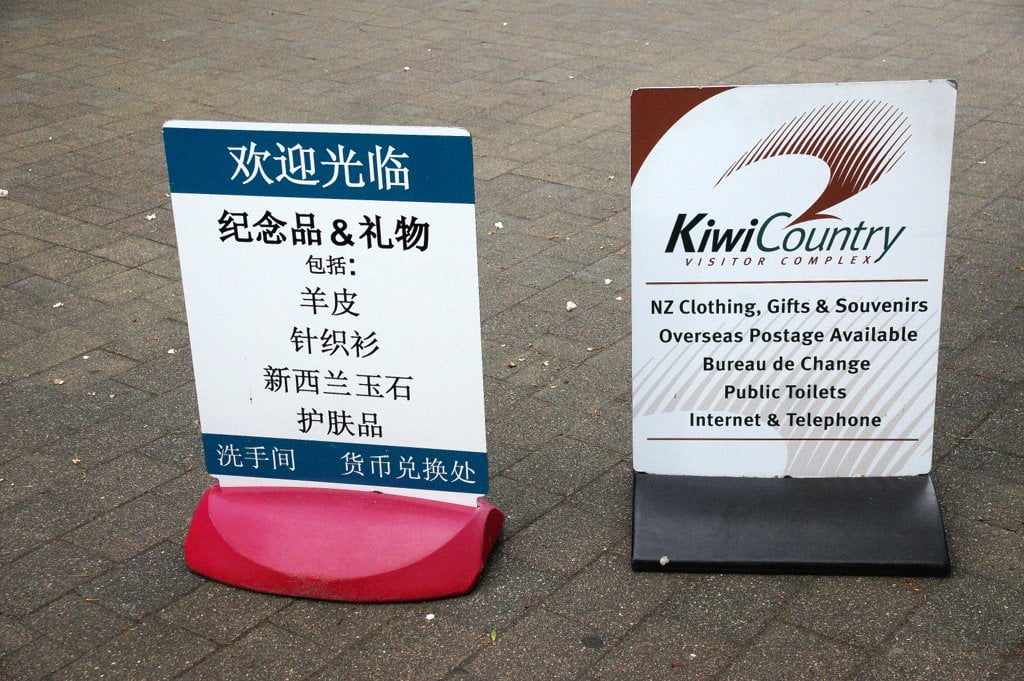 欢迎光临
纪念品&礼物
包括:
羊皮
针织衫
新西兰玉石
护肤品
洗手间 货币兑换处
KiwiCountry
VISITOR COMPLEX
NZ Clothing, Gifts & Souvenirs
Overseas Postage Available
Bureau de Change
Public Toilets
Internet & Telephone